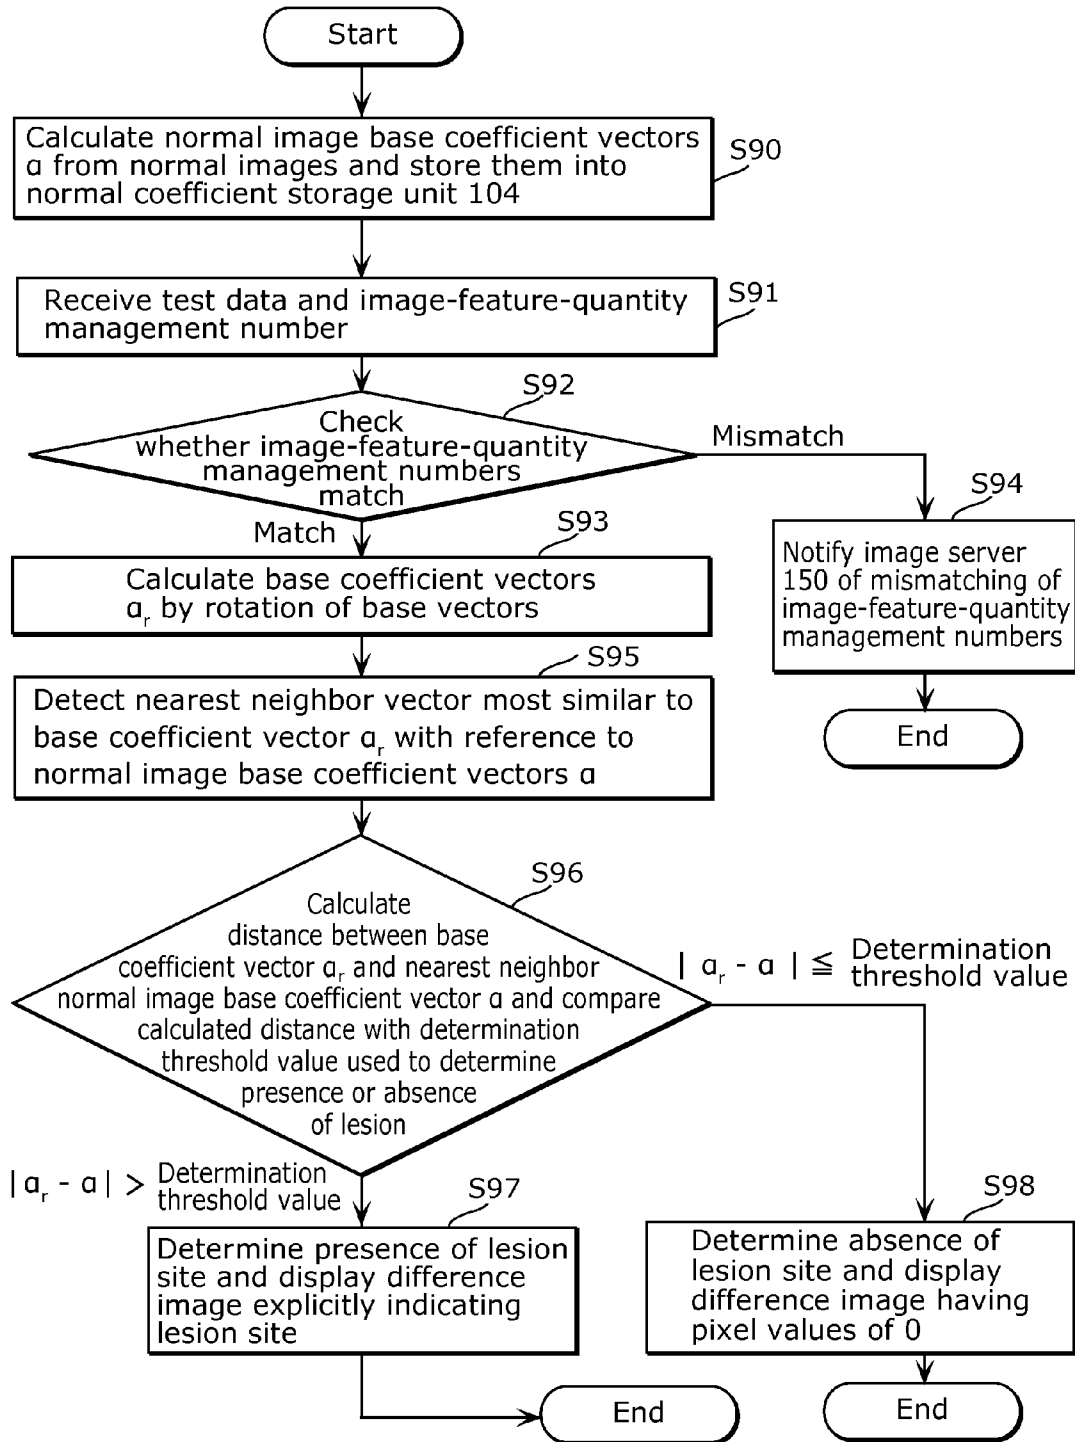 Start
Calculate normal image base coefficient vectors
α from normal images and store them into
normal coefficient storage unit 104
S90
Receive test data and image-feature-quantity
management number
S91
S92
Check
whether image-feature-quantity
management numbers
match
Mismatch
Match
S94
Notify image server
150 of mismatching of
image-feature-quantity
management numbers
End
S93
Calculate base coefficient vectors
αr by rotation of base vectors
S95
Detect nearest neighbor vector most similar to
base coefficient vector αr with reference to
normal image base coefficient vectors α
S96
Calculate
distance between base
coefficient vector αr and nearest neighbor
normal image base coefficient vector α and compare
calculated distance with determination
threshold value used to determine
presence or absence
of lesion
| αr - α | ≦ Determination
threshold value
| αr - α | > Determination
threshold value
S97
Determine presence of lesion
site and display difference
image explicitly indicating
lesion site
End
S98
Determine absence of
lesion site and display
difference image having
pixel values of 0
End